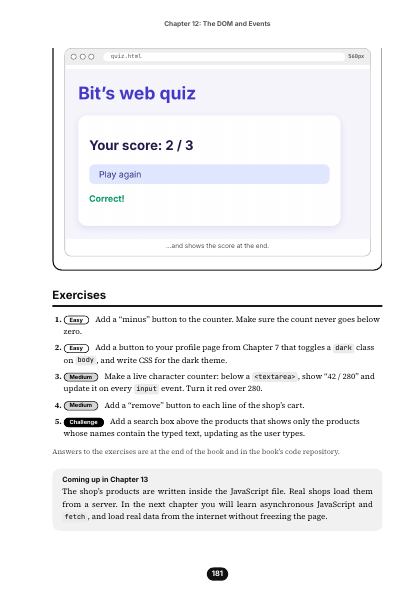 Chapter 12: The DOM and Events
quiz.html
560px
Bit's web quiz
Your score: 2 / 3
Play again
Correct!
...and shows the score at the end.
Exercises
1. Easy Add a “minus” button to the counter. Make sure the count never goes below
zero.
2. Easy Add a button to your profile page from Chapter 7 that toggles a dark class
on body, and write CSS for the dark theme.
3. Medium Make a live character counter: below a <textarea>, show “42 / 280” and
update it on every input event. Turn it red over 280.
4. Medium Add a “remove” button to each line of the shop's cart.
5. Challenge Add a search box above the products that shows only the products
whose names contain the typed text, updating as the user types.
Answers to the exercises are at the end of the book and in the book's code repository.
Coming up in Chapter 13
The shop's products are written inside the JavaScript file. Real shops load them
from a server. In the next chapter you will learn asynchronous JavaScript and
fetch, and load real data from the internet without freezing the page.
181